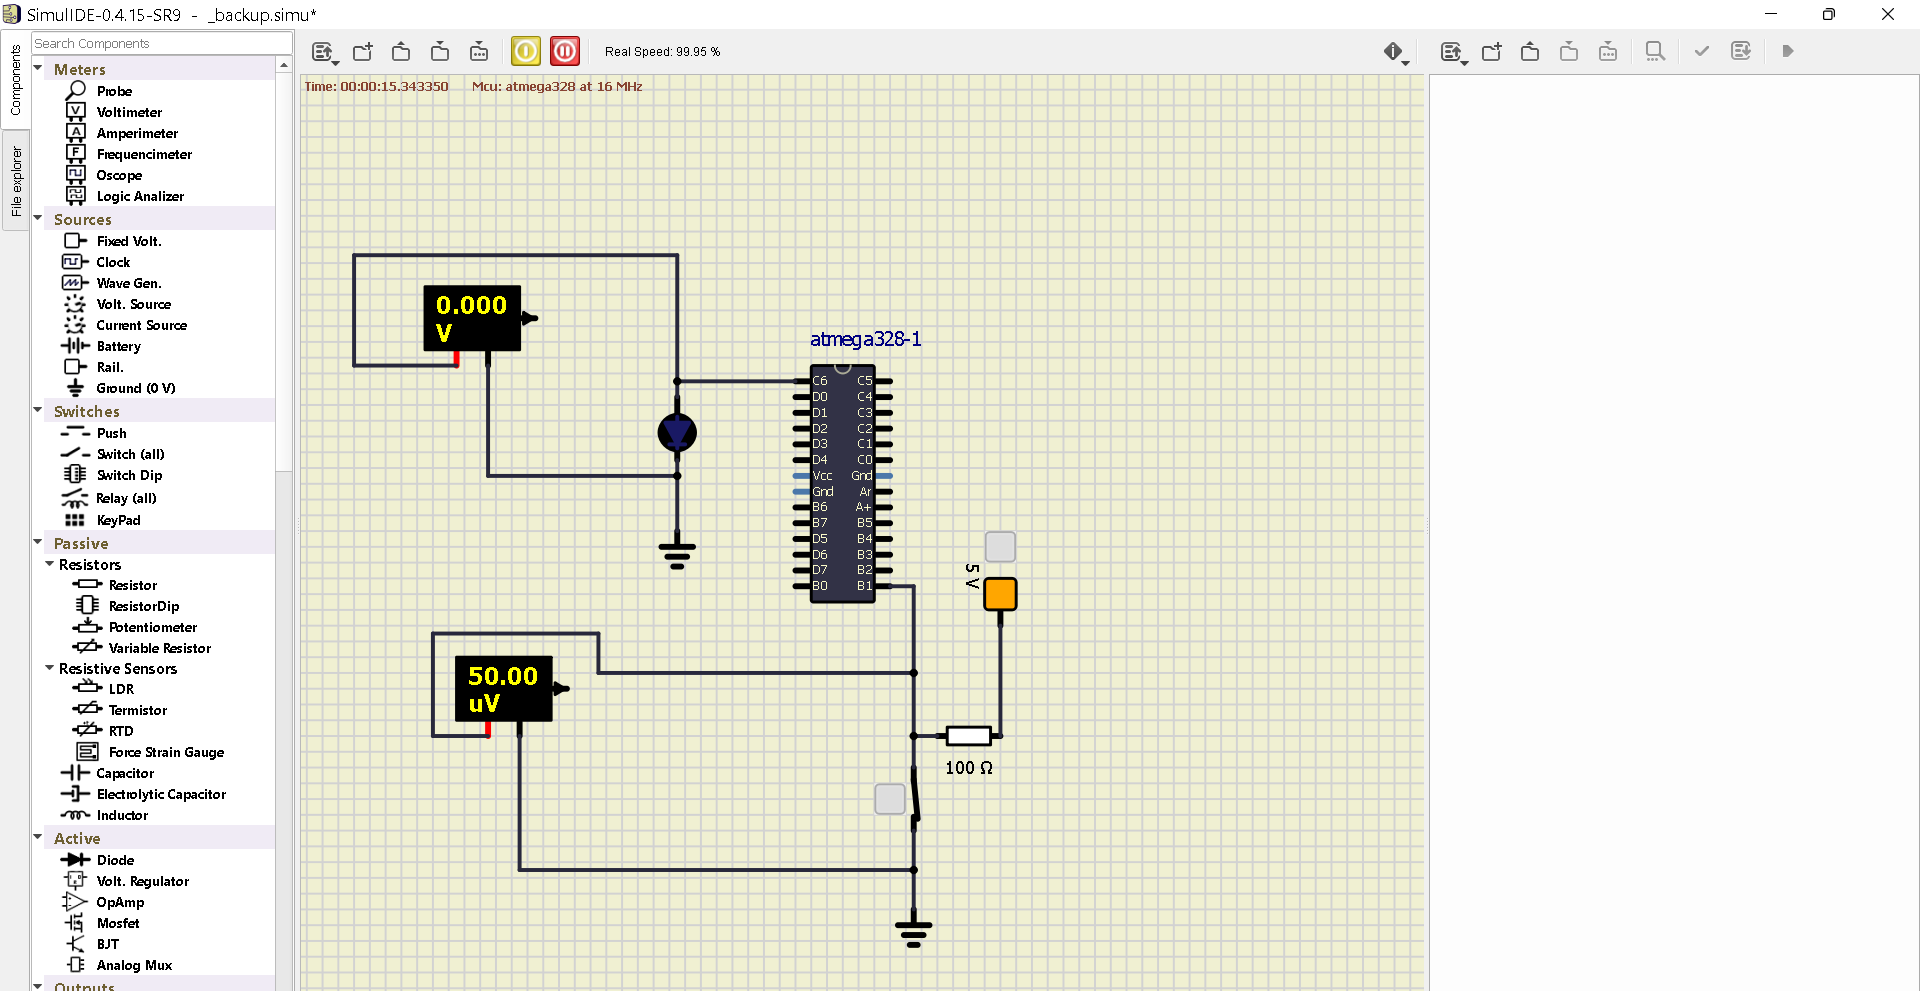 SimulIDE-0.4.15-SR9 - _backup.simu*
Components
File explorer
Search Components
Meters
Probe
Voltimeter
Amperimeter
Frequencimeter
Oscope
Logic Analizer
Sources
Fixed Volt.
Clock
Wave Gen.
Volt. Source
Current Source
Battery
Rail.
Ground (0 V)
Switches
Push
Switch (all)
Switch Dip
Relay (all)
KeyPad
Passive
Resistors
Resistor
ResistorDip
Potentiometer
Variable Resistor
Resistive Sensors
LDR
Termistor
RTD
Force Strain Gauge
Capacitor
Electrolytic Capacitor
Inductor
Active
Diode
Volt. Regulator
OpAmp
Mosfet
BJT
Analog Mux
Outputs
Real Speed: 99.95 %
Time: 00:00:15.343350 Mcu: atmega328 at 16 MHz
0.000
V
atmega328-1
C6 C5
D0 C4
D1 C3
D2 C2
D3 C1
D4 C0
Vcc Gnd
Gnd Ar
B6 A+
B7 B5
D5 B4
D6 B3
D7 B2
B0 B1
5 V
50.00
uV
100 Ω